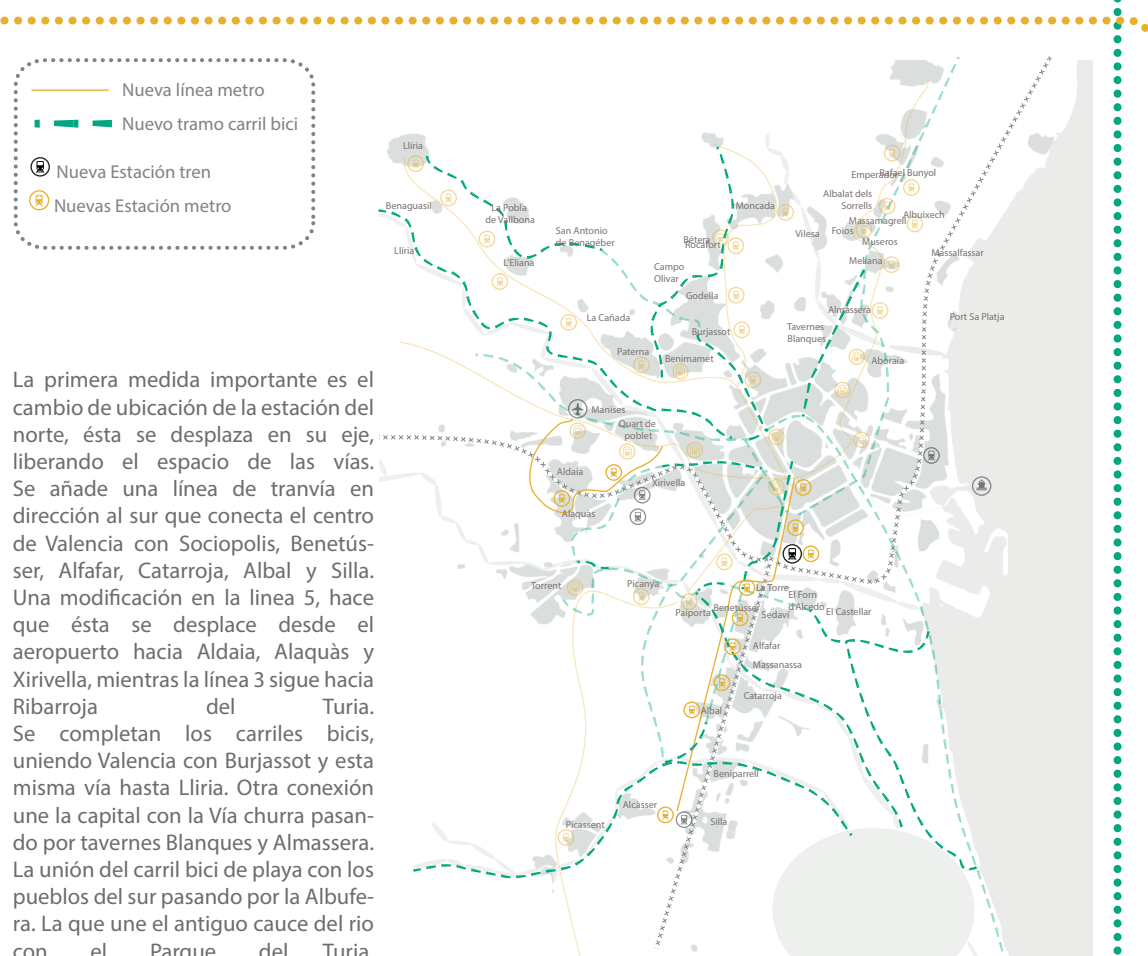 Nueva línea metro
Nuevo tramo carril bici
Nueva Estación tren
Nuevas Estación metro
La primera medida importante es el
cambio de ubicación de la estación del
norte, ésta se desplaza en su eje,
liberando el espacio de las vías.
Se añade una línea de tranvía en
dirección al sur que conecta el centro
de Valencia con Sociopolis, Benetús-
ser, Alfafar, Catarroja, Albal y Silla.
Una modificación en la linea 5, hace
que ésta se desplace desde el
aeropuerto hacia Aldaia, Alaquàs y
Xirivella, mientras la línea 3 sigue hacia
Ribarroja del Turia.
Se completan los carriles bicis,
uniendo Valencia con Burjassot y esta
misma vía hasta Lliria. Otra conexión
une la capital con la Vía churra pasan-
do por tavernes Blanques y Almassera.
La unión del carril bici de playa con los
pueblos del sur pasando por la Albufe-
ra. La que une el antiguo cauce del rio
con el Parque del Turia.
Llíria
Benaguasil
La Pobla
de Vallbona
Llíria
San Antonio
de Benagéber
L'Eliana
La Cañada
Campo
Olivar
Moncada
Bétera
Rocafort
Godella
Burjassot
Vilesa
Emperador
Rafael Bunyol
Albalat dels
Sorrells
Massamagrell
Albuixech
Foios
Museros
Meliana
Massalfassar
Almàssera
Port Sa Platja
Tavernes
Blanques
Aboraia
Paterna
Benimamet
Manises
Quart de
poblet
Aldaia
Xirivella
Alaquàs
Torrent
Picanya
Paiporta
La Torre
Benetússer
El Forn
d'Alcedo
Sedaví
El Castellar
Alfafar
Massanassa
Catarroja
Albal
Beniparrell
Alcàsser
Silla
Picassent